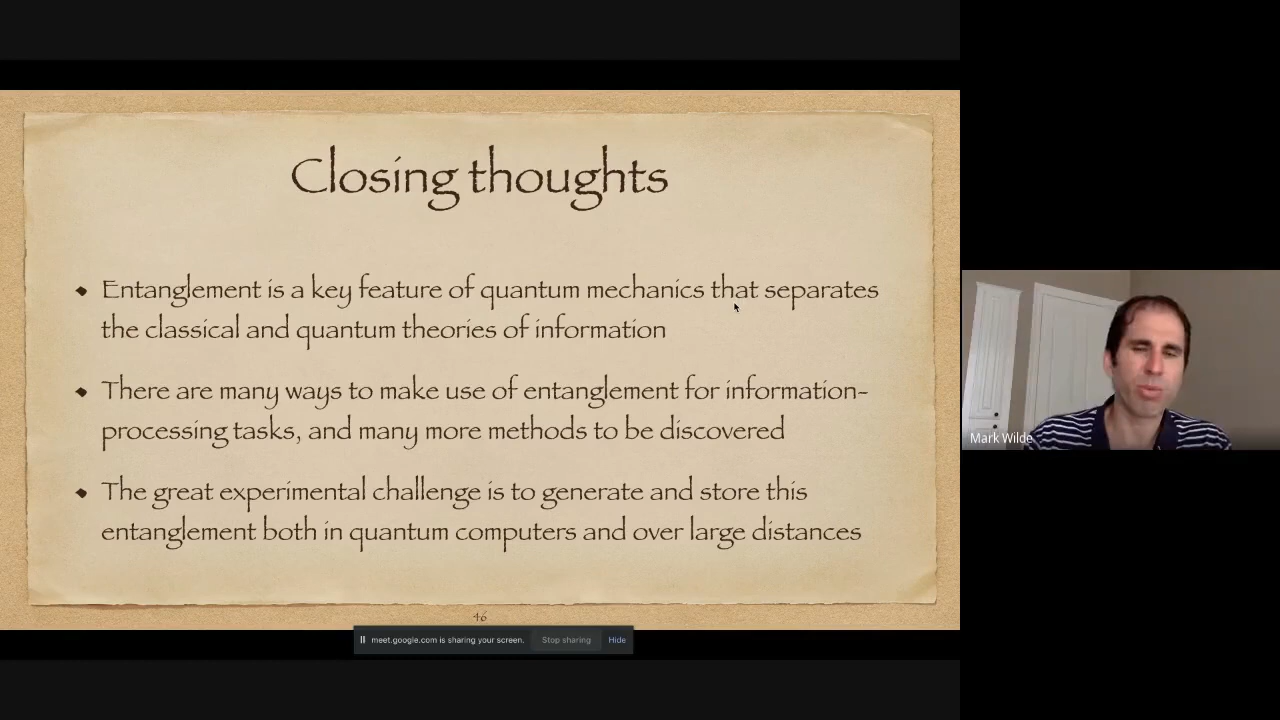 Closing thoughts
Entanglement is a key feature of quantum mechanics that separates
the classical and quantum theories of information
There are many ways to make use of entanglement for information-
processing tasks, and many more methods to be discovered
The great experimental challenge is to generate and store this
entanglement both in quantum computers and over large distances
46
meet.google.com is sharing your screen. Stop sharing Hide
Mark Wilde